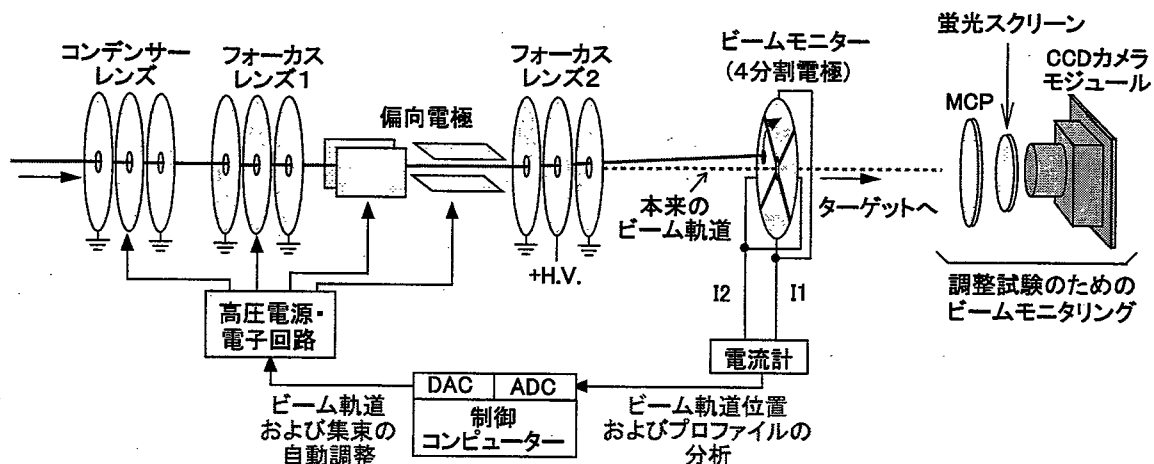 コンデンサー
レンズ
フォーカス
レンズ1
偏向電極
フォーカス
レンズ2
ビームモニター
(4分割電極)
蛍光スクリーン
CCDカメラ
モジュール
MCP
本来の
ビーム軌道
ターゲットへ
+H.V.
I2
I1
調整試験のための
ビームモニタリング
高圧電源・
電子回路
電流計
DAC
ADC
制御
コンピューター
ビーム軌道
および集束の
自動調整
ビーム軌道位置
およびプロファイルの
分析